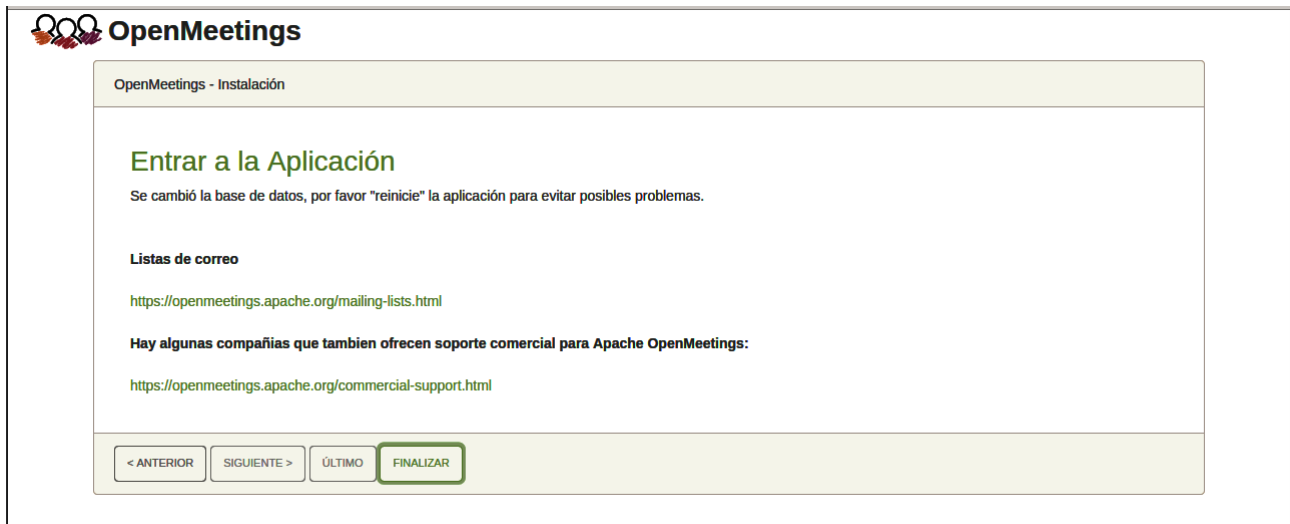 OpenMeetings
OpenMeetings - Instalación
Entrar a la Aplicación
Se cambió la base de datos, por favor "reinicie" la aplicación para evitar posibles problemas.
Listas de correo
https://openmeetings.apache.org/mailing-lists.html
Hay algunas compañias que tambien ofrecen soporte comercial para Apache OpenMeetings:
https://openmeetings.apache.org/commercial-support.html
< ANTERIOR SIGUIENTE > ÚLTIMO FINALIZAR